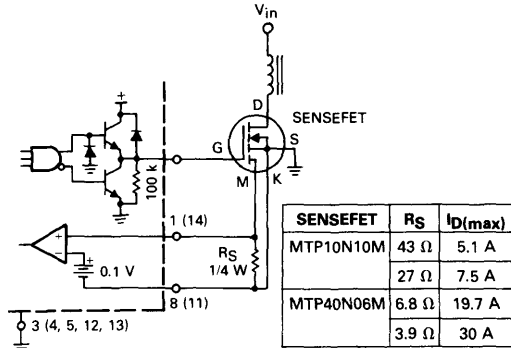 Vin
D
SENSEFET
+
G
S
M
K
100 k
1 (14)
+
−
+
0.1 V
RS
1/4 W
8 (11)
3 (4, 5, 12, 13)
SENSEFET RS ID(max)
MTP10N10M 43 Ω 5.1 A
27 Ω 7.5 A
MTP40N06M 6.8 Ω 19.7 A
3.9 Ω 30 A